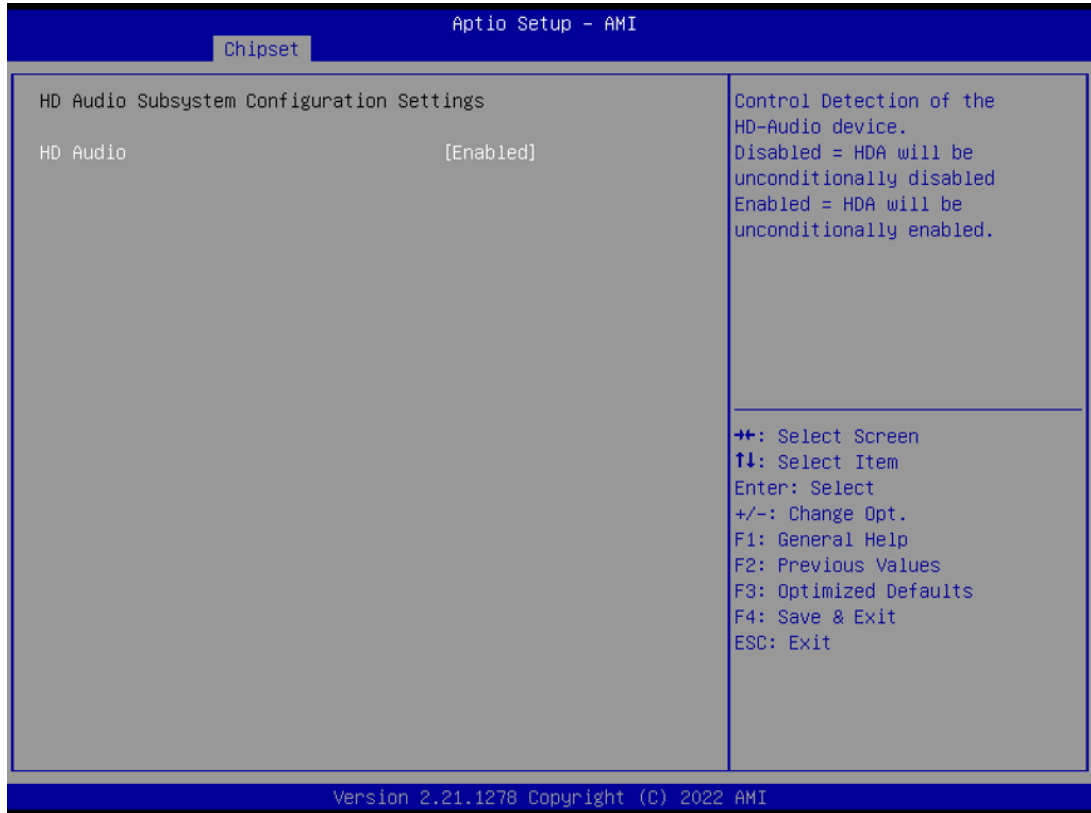 Aptio Setup – AMI
Chipset
HD Audio Subsystem Configuration Settings
HD Audio [Enabled]
Control Detection of the
HD-Audio device.
Disabled = HDA will be
unconditionally disabled
Enabled = HDA will be
unconditionally enabled.
→←: Select Screen
↑↓: Select Item
Enter: Select
+/-: Change Opt.
F1: General Help
F2: Previous Values
F3: Optimized Defaults
F4: Save & Exit
ESC: Exit
Version 2.21.1278 Copyright (C) 2022 AMI